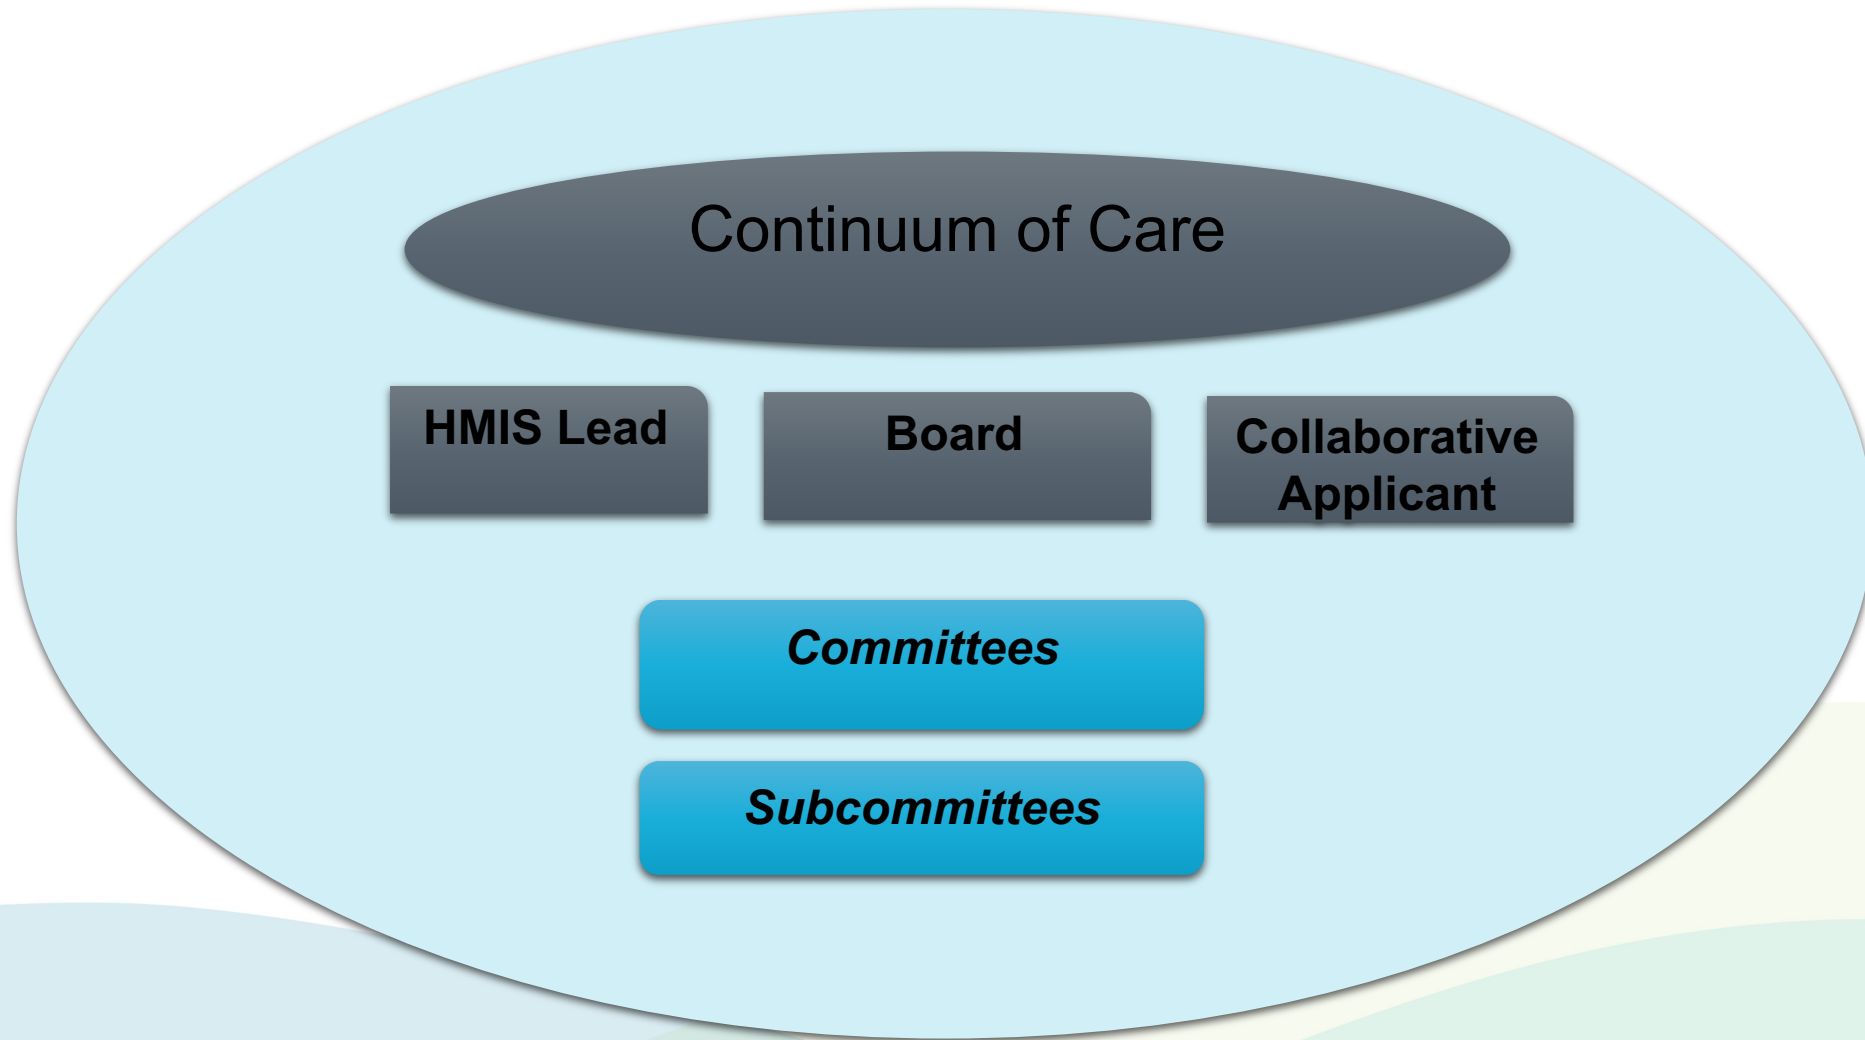 Continuum of Care
HMIS Lead
Board
Collaborative
Applicant
Committees
Subcommittees